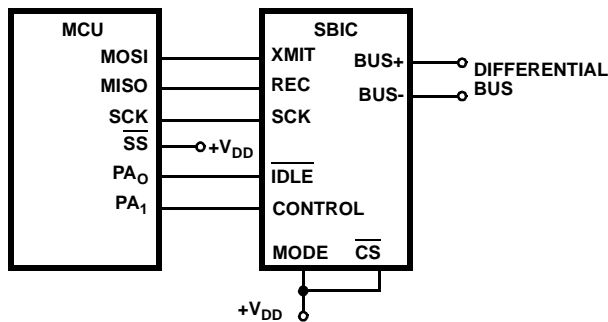 MCU
SBIC
MOSI
XMIT
BUS+
DIFFERENTIAL
BUS
MISO
REC
BUS-
SCK
SCK
SS
+VDD
PAO
IDLE
PA1
CONTROL
MODE
CS
+VDD